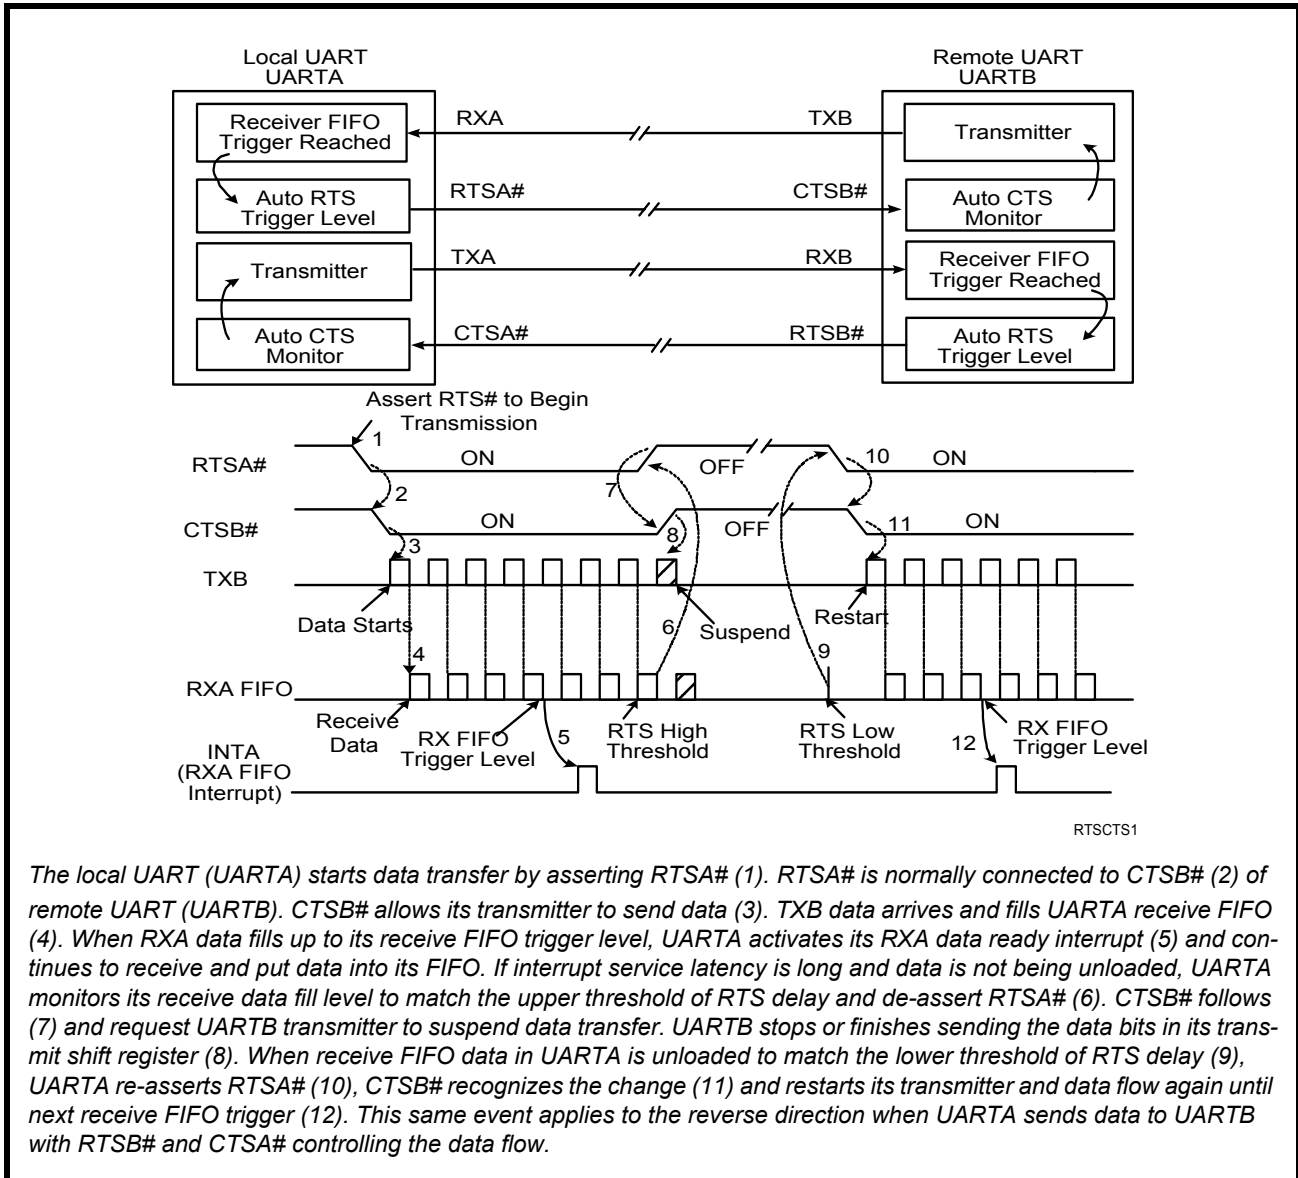 Local UART
UARTA
Remote UART
UARTB
Receiver FIFO
Trigger Reached
RXA
TXB
Transmitter
Auto RTS
Trigger Level
RTSA#
CTSB#
Auto CTS
Monitor
Transmitter
TXA
RXB
Receiver FIFO
Trigger Reached
Auto CTS
Monitor
CTSA#
RTSB#
Auto RTS
Trigger Level
Assert RTS# to Begin
Transmission
1
RTSA#
ON
OFF
10
ON
2
7
CTSB#
ON
8
OFF
11
ON
3
TXB
Data Starts
6
Suspend
Restart
4
9
RXA FIFO
Receive
Data
RX FIFO
Trigger Level
5
RTS High
Threshold
RTS Low
Threshold
12
RX FIFO
Trigger Level
INTA
(RXA FIFO
Interrupt)
RTSCTS1
The local UART (UARTA) starts data transfer by asserting RTSA# (1). RTSA# is normally connected to CTSB# (2) of
remote UART (UARTB). CTSB# allows its transmitter to send data (3). TXB data arrives and fills UARTA receive FIFO
(4). When RXA data fills up to its receive FIFO trigger level, UARTA activates its RXA data ready interrupt (5) and con-
tinues to receive and put data into its FIFO. If interrupt service latency is long and data is not being unloaded, UARTA
monitors its receive data fill level to match the upper threshold of RTS delay and de-assert RTSA# (6). CTSB# follows
(7) and request UARTB transmitter to suspend data transfer. UARTB stops or finishes sending the data bits in its trans-
mit shift register (8). When receive FIFO data in UARTA is unloaded to match the lower threshold of RTS delay (9),
UARTA re-asserts RTSA# (10), CTSB# recognizes the change (11) and restarts its transmitter and data flow again until
next receive FIFO trigger (12). This same event applies to the reverse direction when UARTA sends data to UARTB
with RTSB# and CTSA# controlling the data flow.